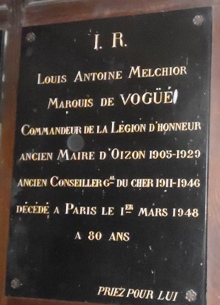 I. R.
LOUIS ANTOINE MELCHIOR
MARQUIS DE VOGÜÉ
COMMANDEUR DE LA LÉGION D'HONNEUR
ANCIEN MAIRE D'OIZON 1905-1929
ANCIEN CONSEILLER Gal DU CHER 1911-1946
DÉCÉDÉ A PARIS LE 1ER MARS 1948
A 80 ANS
PRIEZ POUR LUI